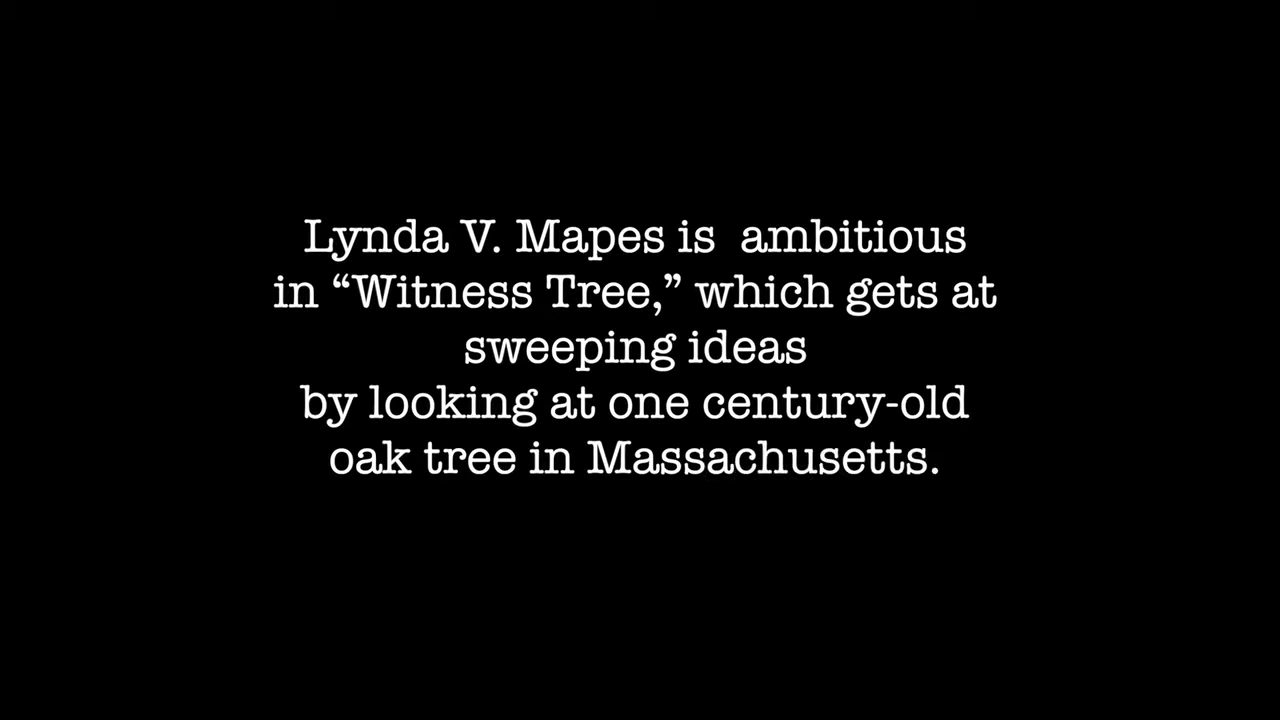 Lynda V. Mapes is  ambitious
in “Witness Tree,” which gets at
sweeping ideas
by looking at one century-old
oak tree in Massachusetts.